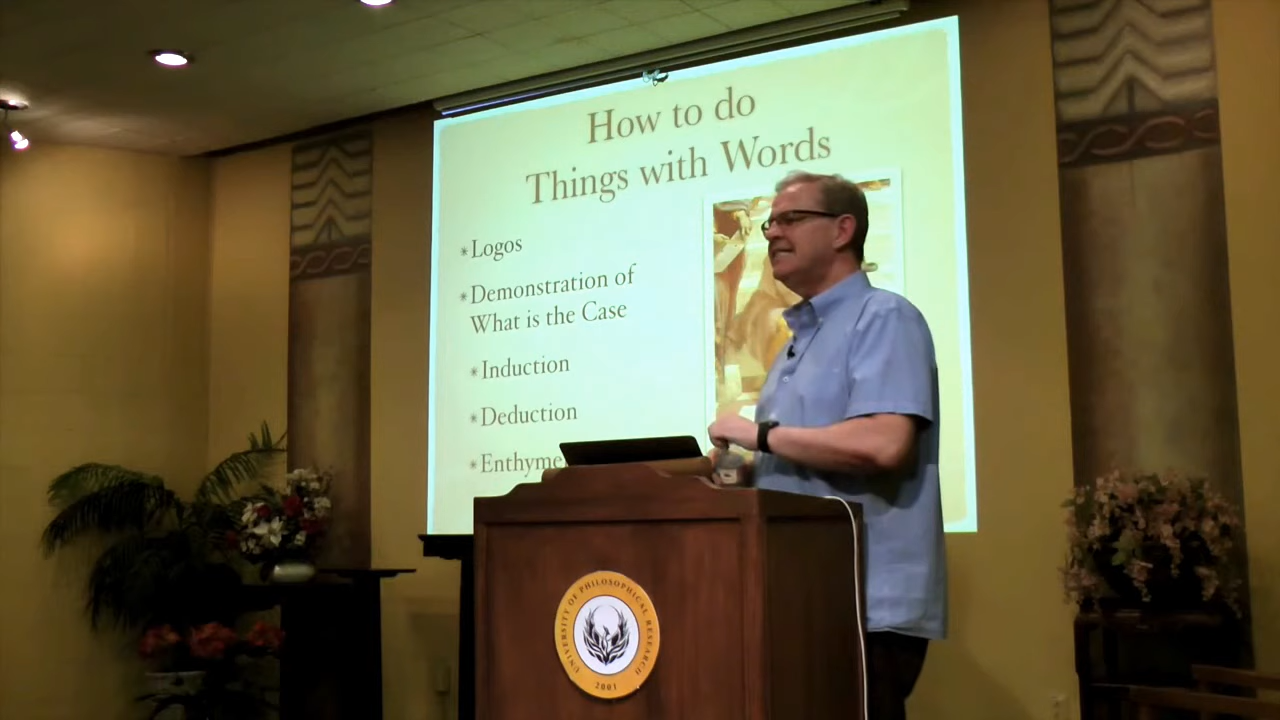 How to do
Things with Words
* Logos
* Demonstration of
What is the Case
* Induction
* Deduction
* Enthyme
UNIVERSITY OF PHILOSOPHICAL RESEARCH
2001